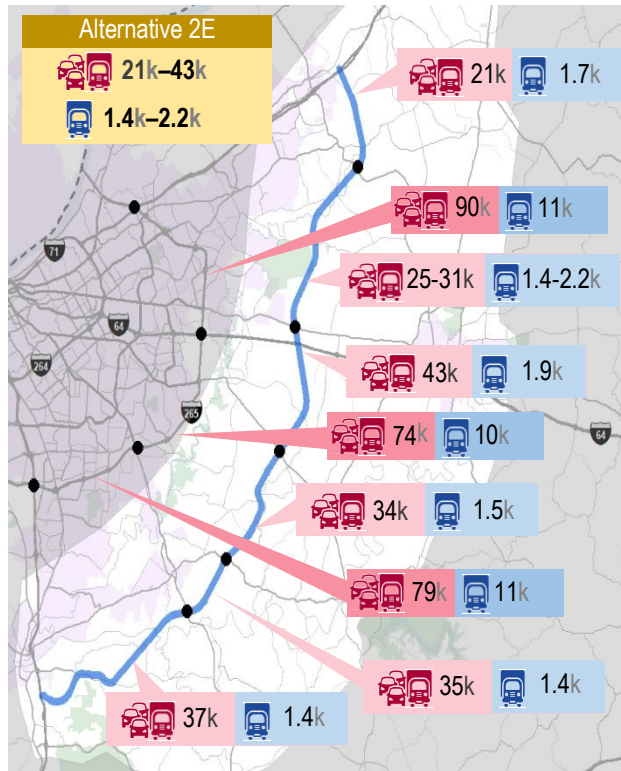 Alternative 2E
21k–43k
1.4k–2.2k
21k 1.7k
90k 11k
71
25-31k 1.4-2.2k
64
43k 1.9k
264
265
74k 10k
64
34k 1.5k
79k 11k
35k 1.4k
37k 1.4k